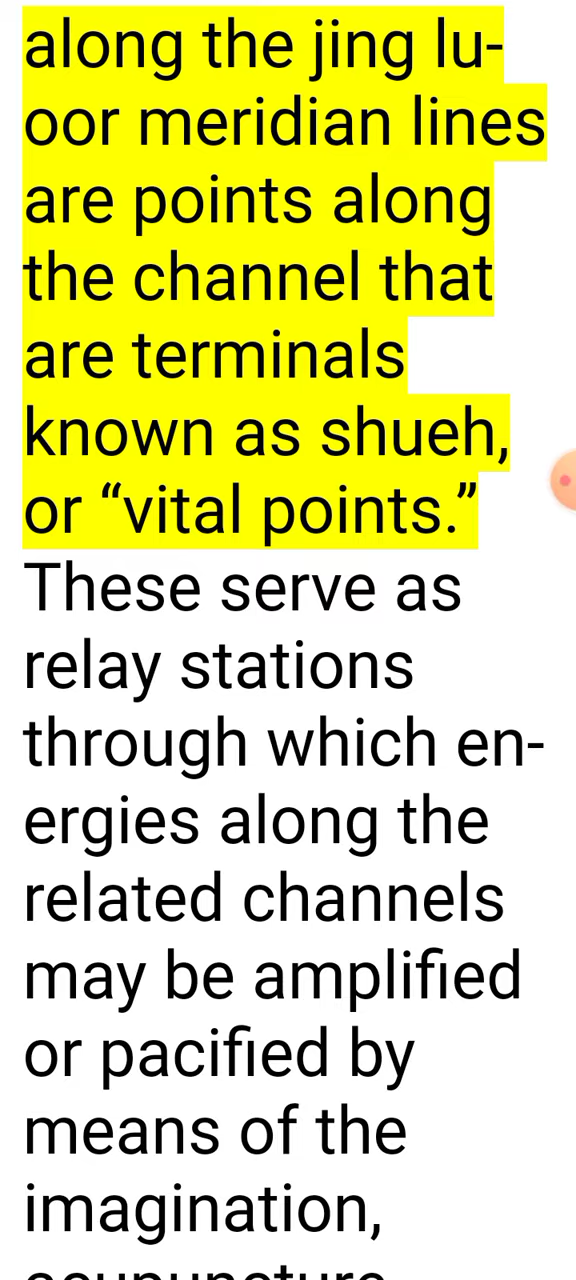 along the jing lu-
oor meridian lines
are points along
the channel that
are terminals
known as shueh,
or “vital points.”
These serve as
relay stations
through which en-
ergies along the
related channels
may be amplified
or pacified by
means of the
imagination,
acupuncture